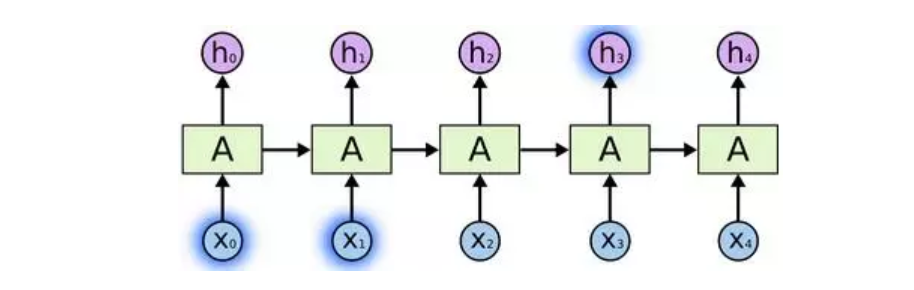 h₀ h₁ h₂ h₃ h₄
A A A A A
x₀ x₁ x₂ x₃ x₄